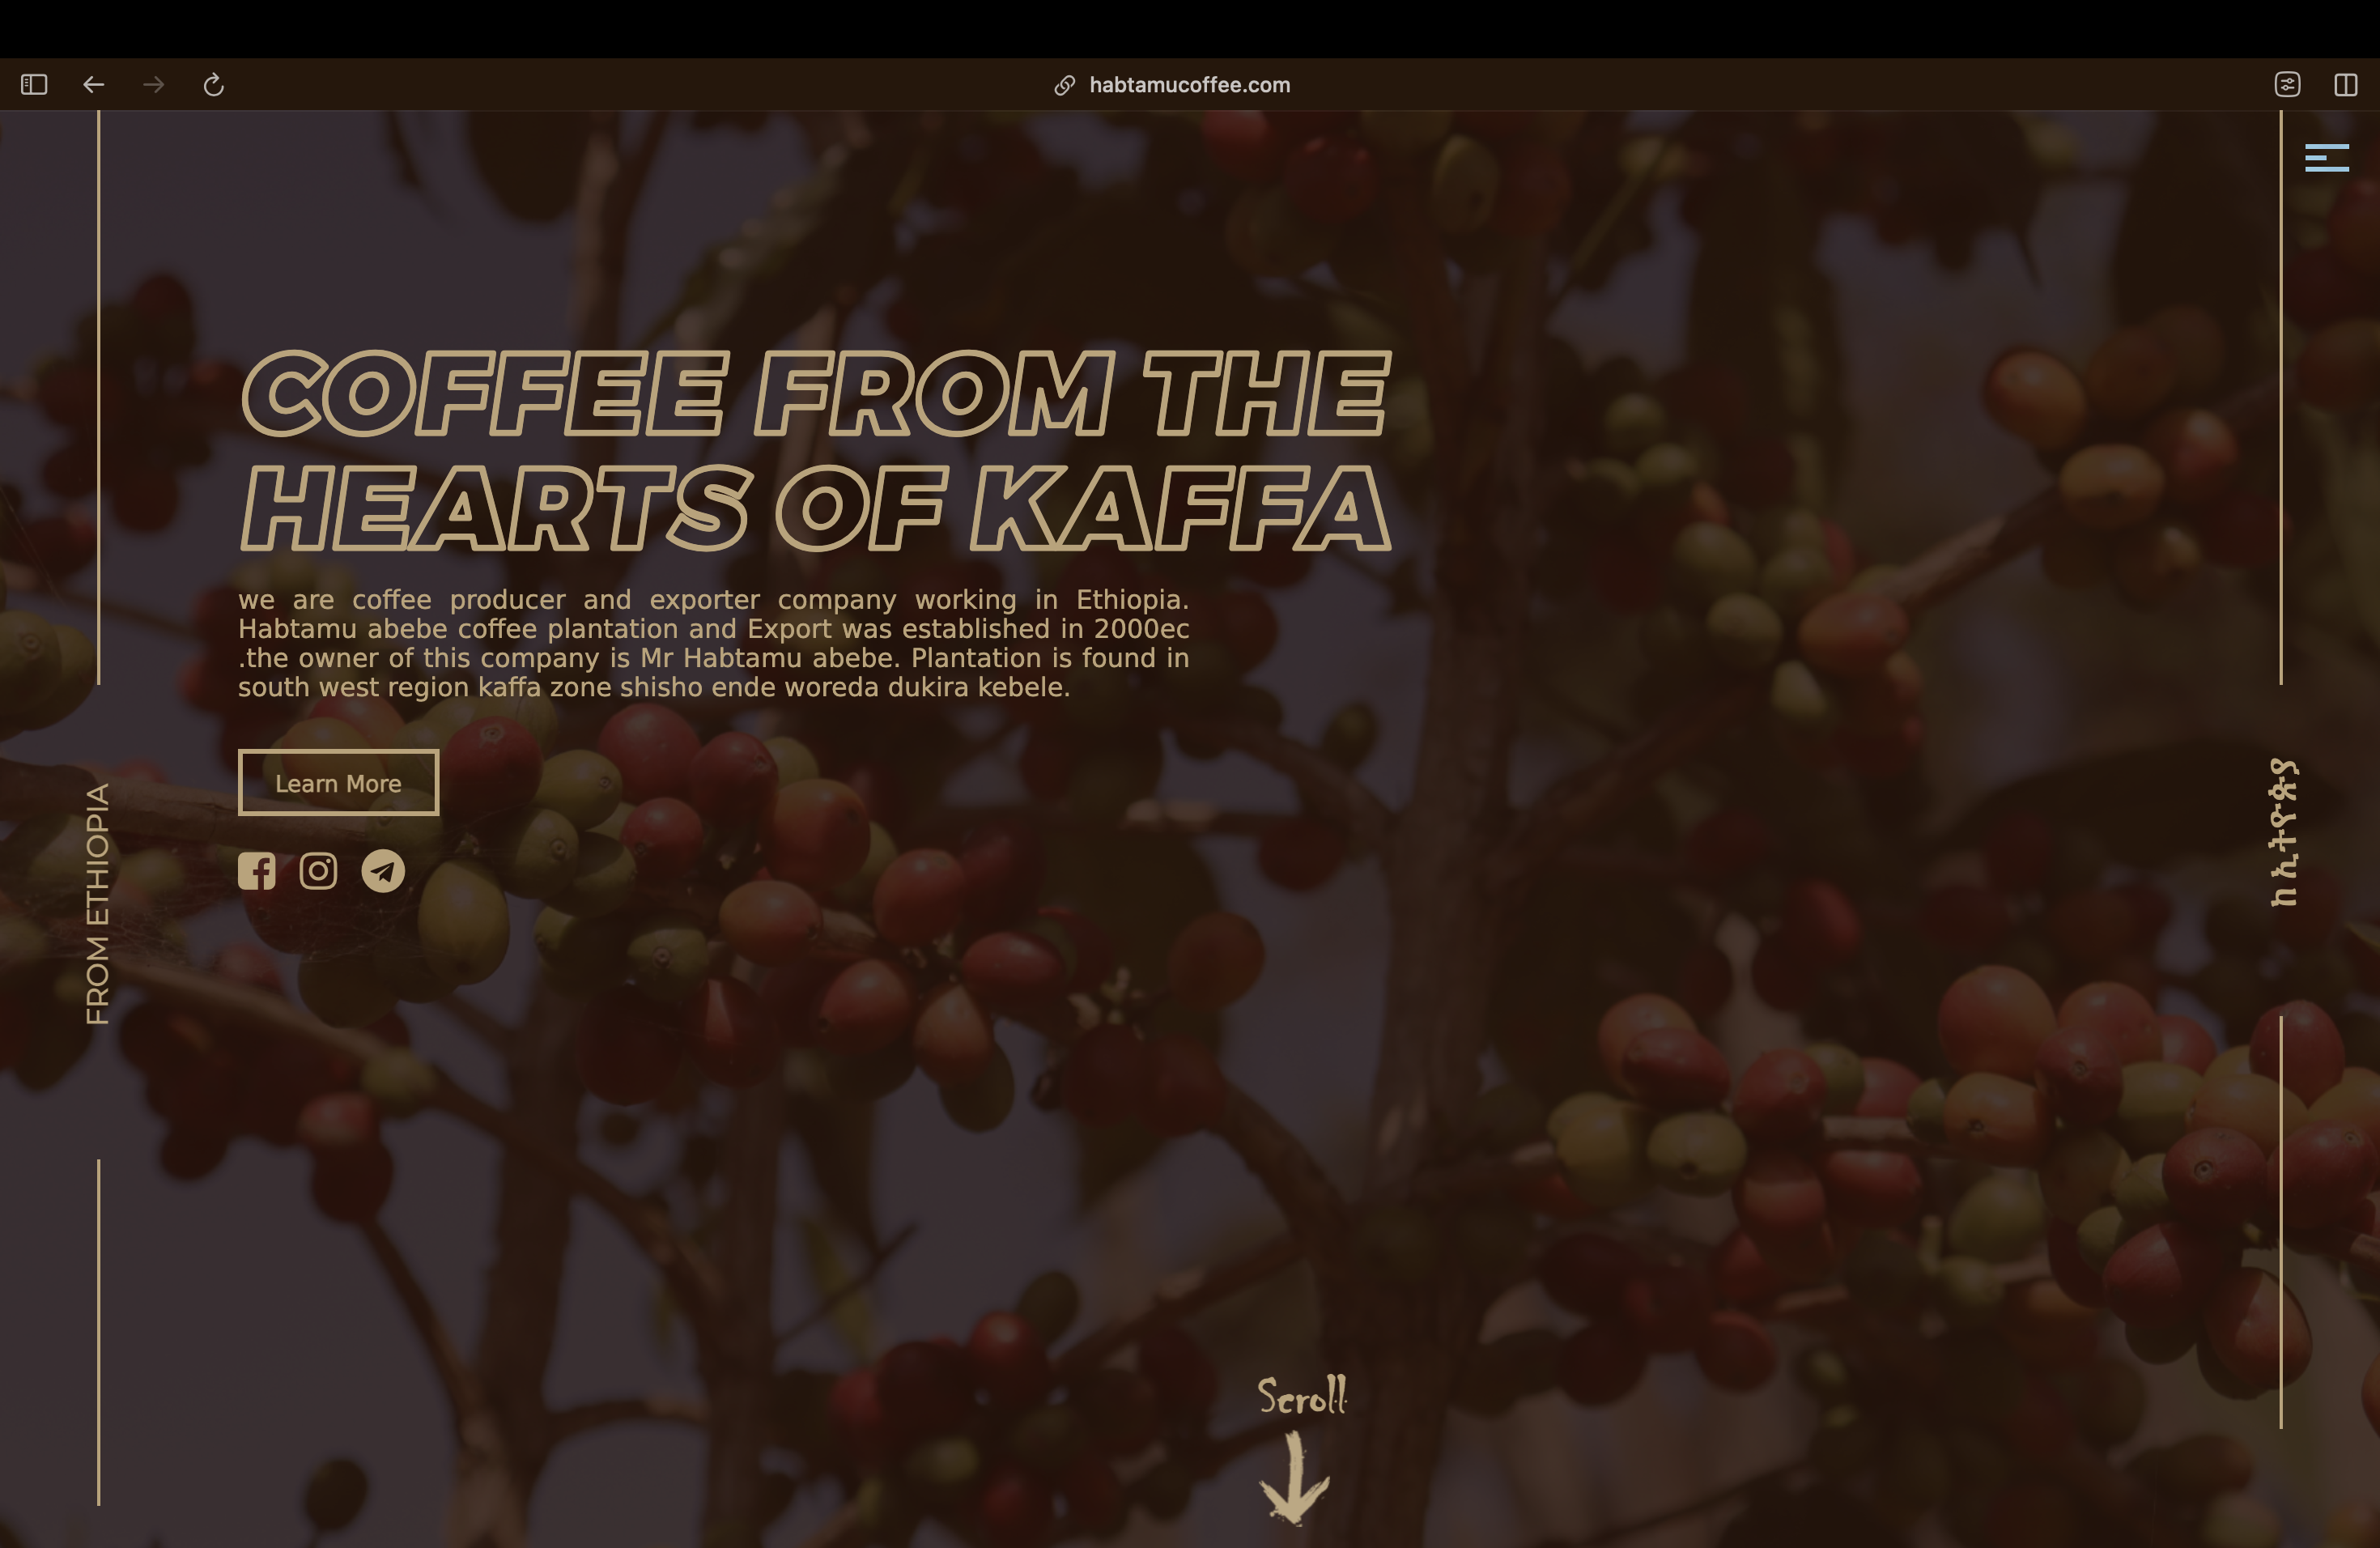 habtamucoffee.com
COFFEE FROM THE
HEARTS OF KAFFA
we are coffee producer and exporter company working in Ethiopia.
Habtamu abebe coffee plantation and Export was established in 2000ec
.the owner of this company is Mr Habtamu abebe. Plantation is found in
south west region kaffa zone shisho ende woreda dukira kebele.
Learn More
FROM ETHIOPIA
ከ ኢትዮጵያ
Scroll